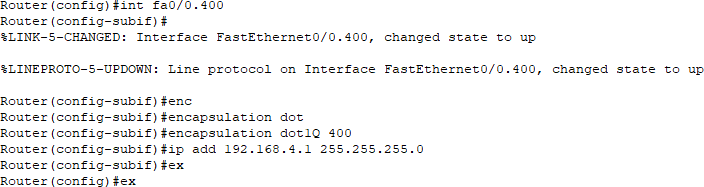 Router(config)#int fa0/0.400
Router(config-subif)#
%LINK-5-CHANGED: Interface FastEthernet0/0.400, changed state to up
%LINEPROTO-5-UPDOWN: Line protocol on Interface FastEthernet0/0.400, changed state to up
Router(config-subif)#enc
Router(config-subif)#encapsulation dot
Router(config-subif)#encapsulation dot1Q 400
Router(config-subif)#ip add 192.168.4.1 255.255.255.0
Router(config-subif)#ex
Router(config)#ex